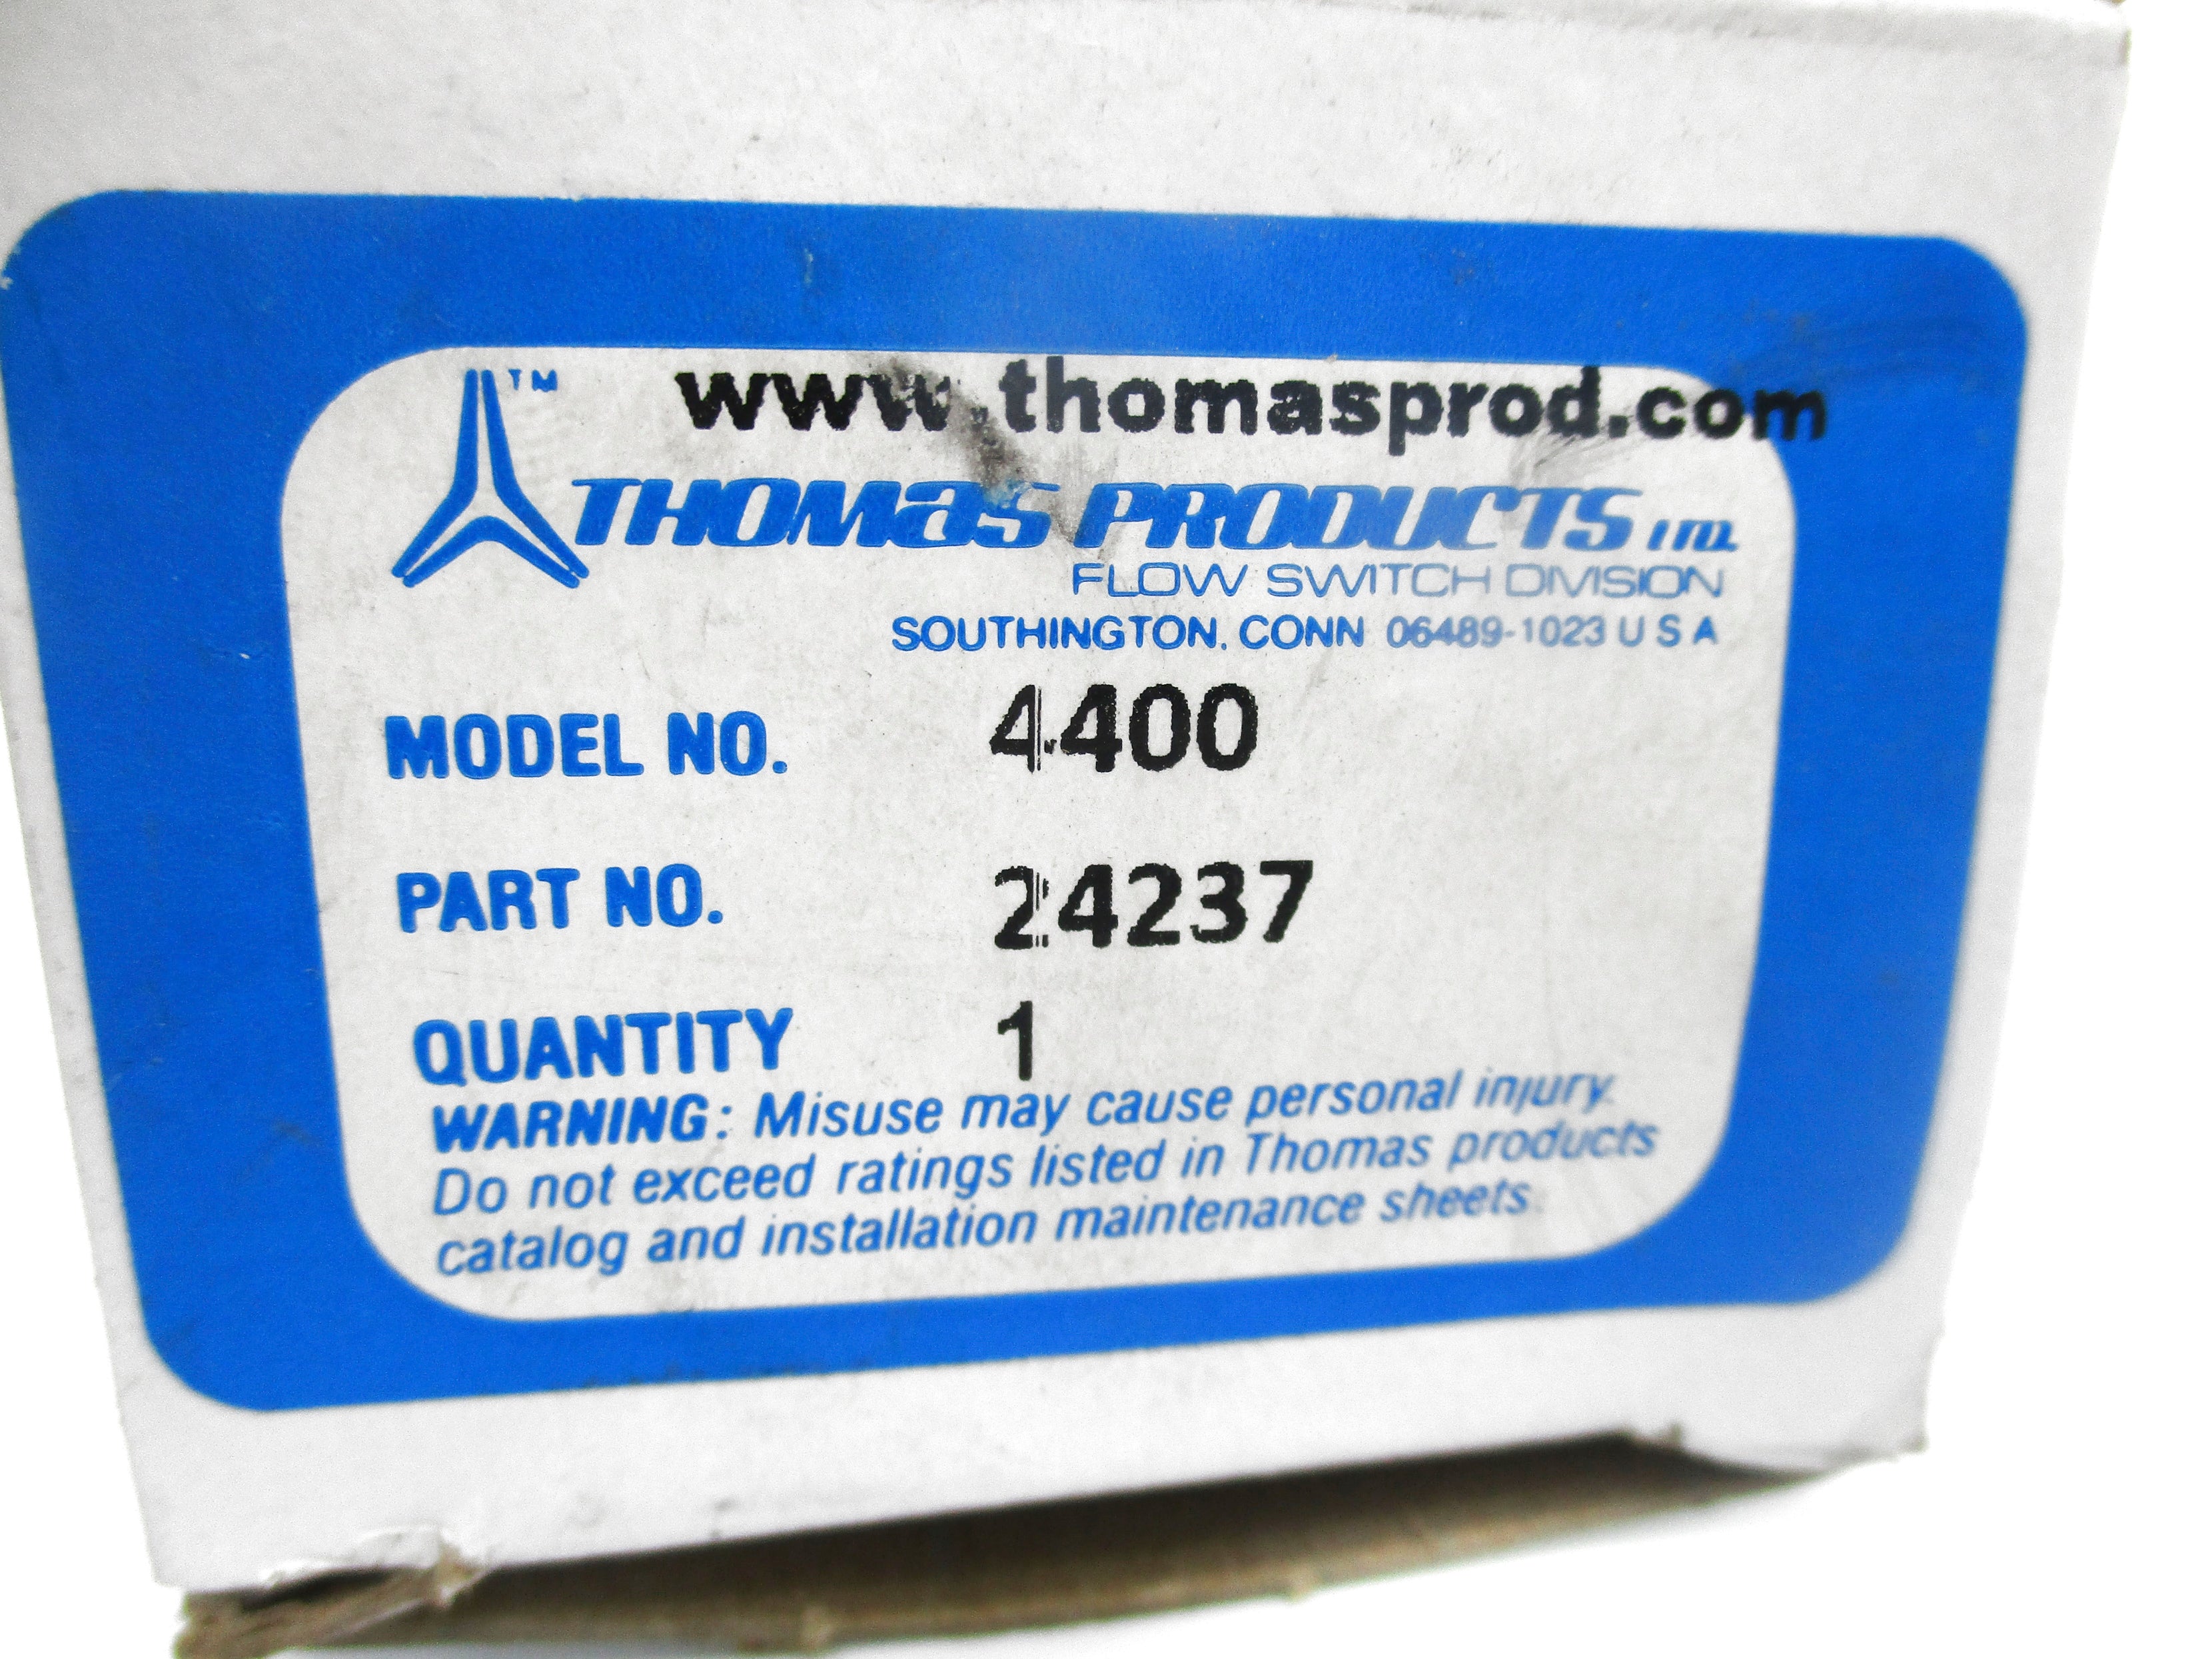 TM
www.thomasprod.com
THOMAS PRODUCTS LTD.
FLOW SWITCH DIVISION
SOUTHINGTON, CONN 06489-1023 U S A
MODEL NO. 4400
PART NO. 24237
QUANTITY 1
WARNING: Misuse may cause personal injury.
Do not exceed ratings listed in Thomas products
catalog and installation maintenance sheets.